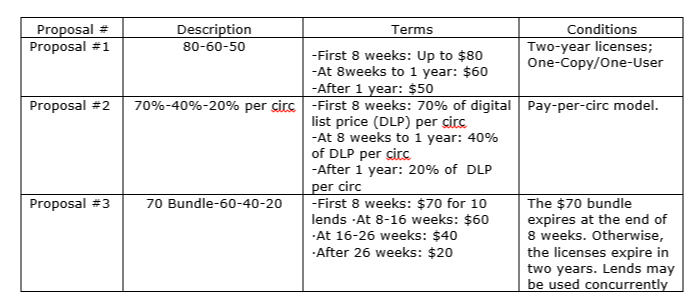 Proposal # Description Terms Conditions
Proposal #1 80-60-50 -First 8 weeks: Up to $80 Two-year licenses;
-At 8weeks to 1 year: $60 One-Copy/One-User
-After 1 year: $50
Proposal #2 70%-40%-20% per circ -First 8 weeks: 70% of digital Pay-per-circ model.
list price (DLP) per circ
-At 8 weeks to 1 year: 40%
of DLP per circ
-After 1 year: 20% of DLP
per circ
Proposal #3 70 Bundle-60-40-20 -First 8 weeks: $70 for 10 The $70 bundle
lends ·At 8-16 weeks: $60 expires at the end of
·At 16-26 weeks: $40 8 weeks. Otherwise,
·After 26 weeks: $20 the licenses expire in
two years. Lends may
be used concurrently